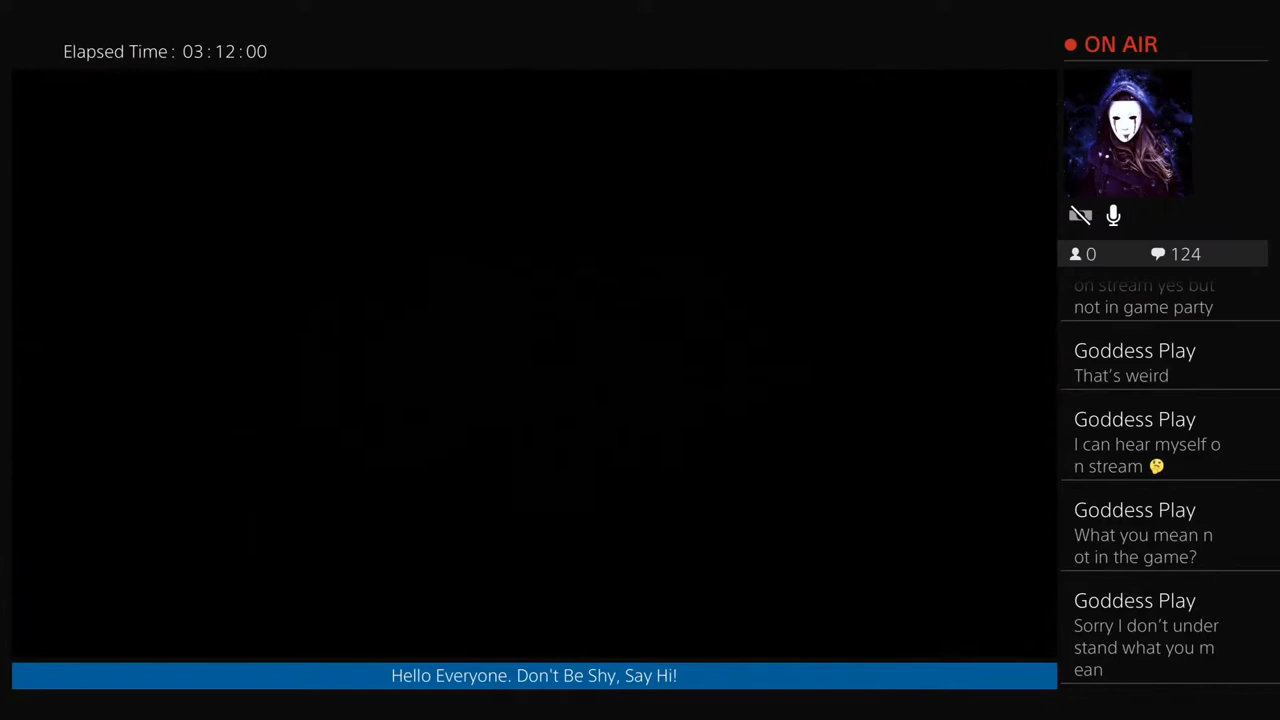 Elapsed Time: 03:12:00
ON AIR
0 124
on stream yes but
not in game party
Goddess Play
That's weird
Goddess Play
I can hear myself o
n stream 🤔
Goddess Play
What you mean n
ot in the game?
Goddess Play
Sorry I don't under
stand what you m
ean
Hello Everyone. Don't Be Shy, Say Hi!